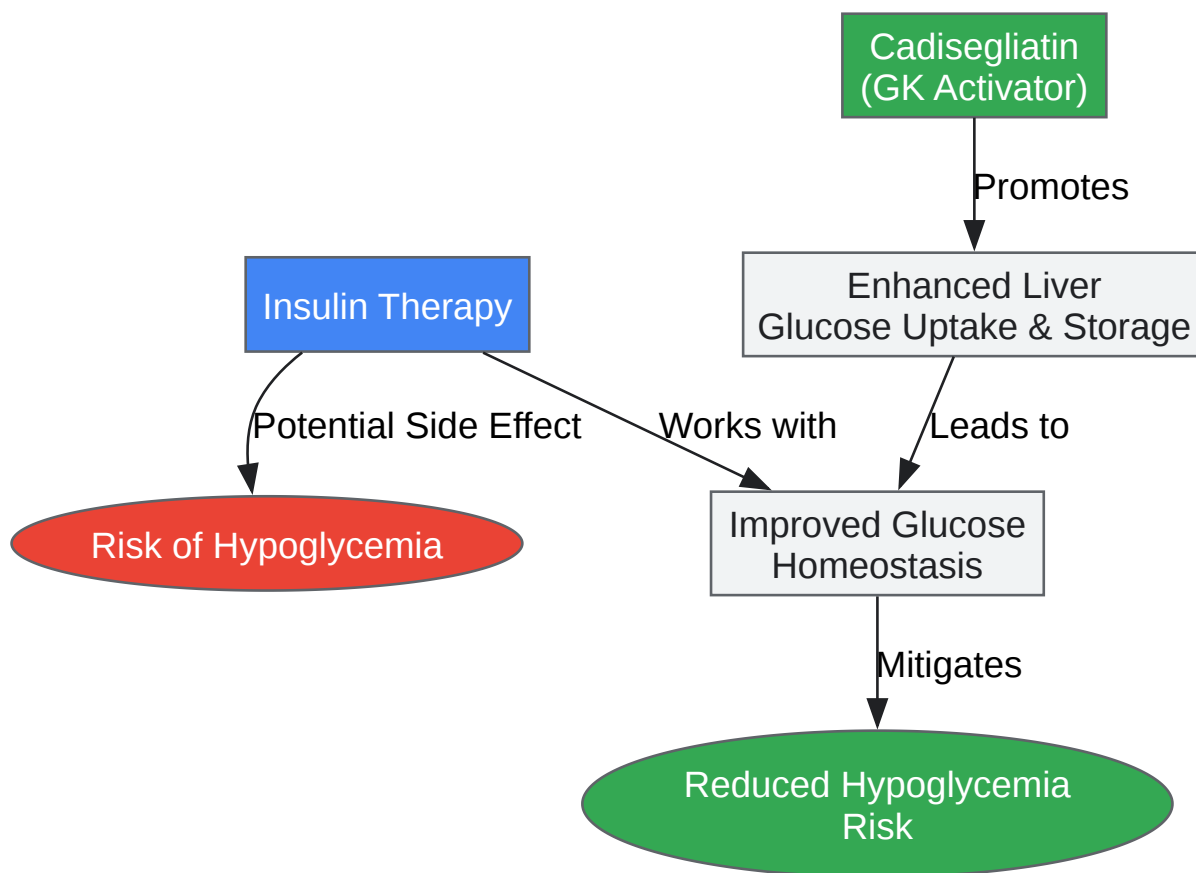 Cadisegliatin
(GK Activator)
Promotes
Insulin Therapy
Enhanced Liver
Glucose Uptake & Storage
Potential Side Effect
Works with
Leads to
Risk of Hypoglycemia
Improved Glucose
Homeostasis
Mitigates
Reduced Hypoglycemia
Risk